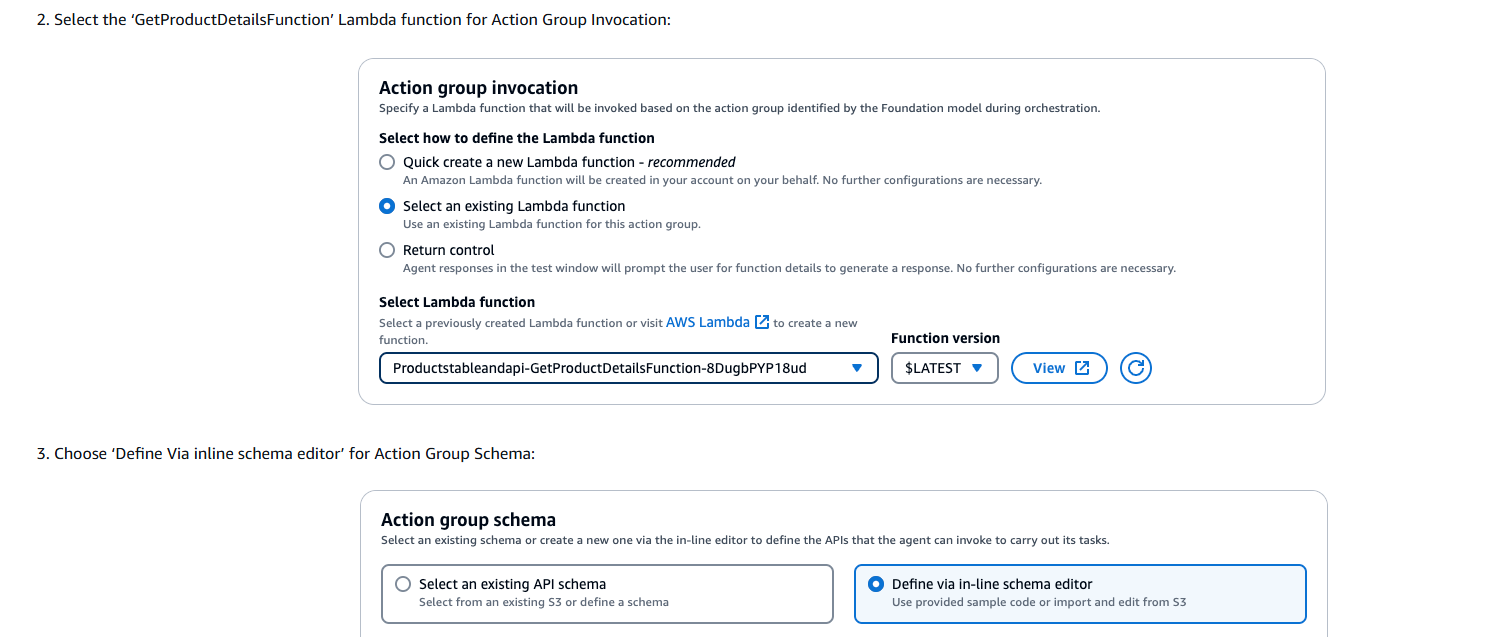 2. Select the ‘GetProductDetailsFunction’ Lambda function for Action Group Invocation:
Action group invocation
Specify a Lambda function that will be invoked based on the action group identified by the Foundation model during orchestration.
Select how to define the Lambda function
Quick create a new Lambda function - recommended
An Amazon Lambda function will be created in your account on your behalf. No further configurations are necessary.
Select an existing Lambda function
Use an existing Lambda function for this action group.
Return control
Agent responses in the test window will prompt the user for function details to generate a response. No further configurations are necessary.
Select Lambda function
Select a previously created Lambda function or visit AWS Lambda to create a new
function.
Function version
Productstableandapi-GetProductDetailsFunction-8DugbPYP18ud
$LATEST
View
3. Choose ‘Define Via inline schema editor’ for Action Group Schema:
Action group schema
Select an existing schema or create a new one via the in-line editor to define the APIs that the agent can invoke to carry out its tasks.
Select an existing API schema
Select from an existing S3 or define a schema
Define via in-line schema editor
Use provided sample code or import and edit from S3